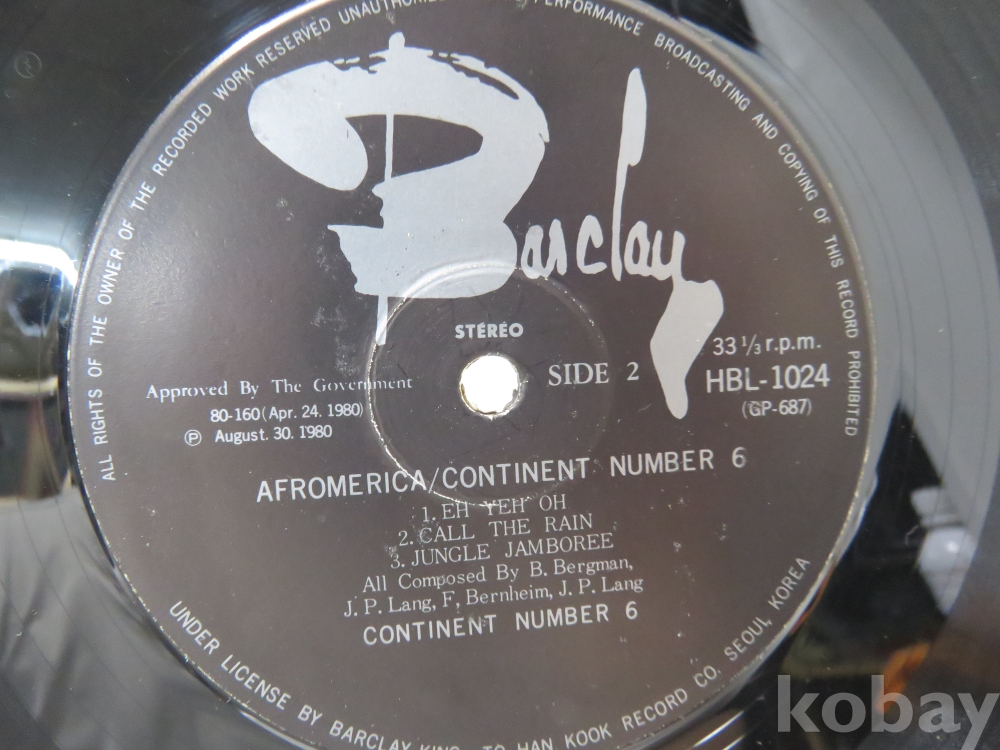 ALL RIGHTS OF THE OWNER OF THE RECORDED WORK RESERVED UNAUTHORIZED PERFORMANCE BROADCASTING AND COPYING OF THIS RECORD PROHIBITED
Barclay
STÉRÉO
SIDE 2
33 1/3 r.p.m.
HBL-1024
(GP-687)
Approved By The Government
80-160(Apr. 24. 1980)
Ⓟ August. 30. 1980
AFROMERICA/CONTINENT NUMBER 6
1. EH YEH OH
2. CALL THE RAIN
3. JUNGLE JAMBOREE
All Composed By B. Bergman,
J. P. Lang, F, Bernheim, J. P. Lang
CONTINENT NUMBER 6
UNDER LICENSE BY BARCLAY TO HAN KOOK RECORD CO. SEOUL, KOREA
kobay